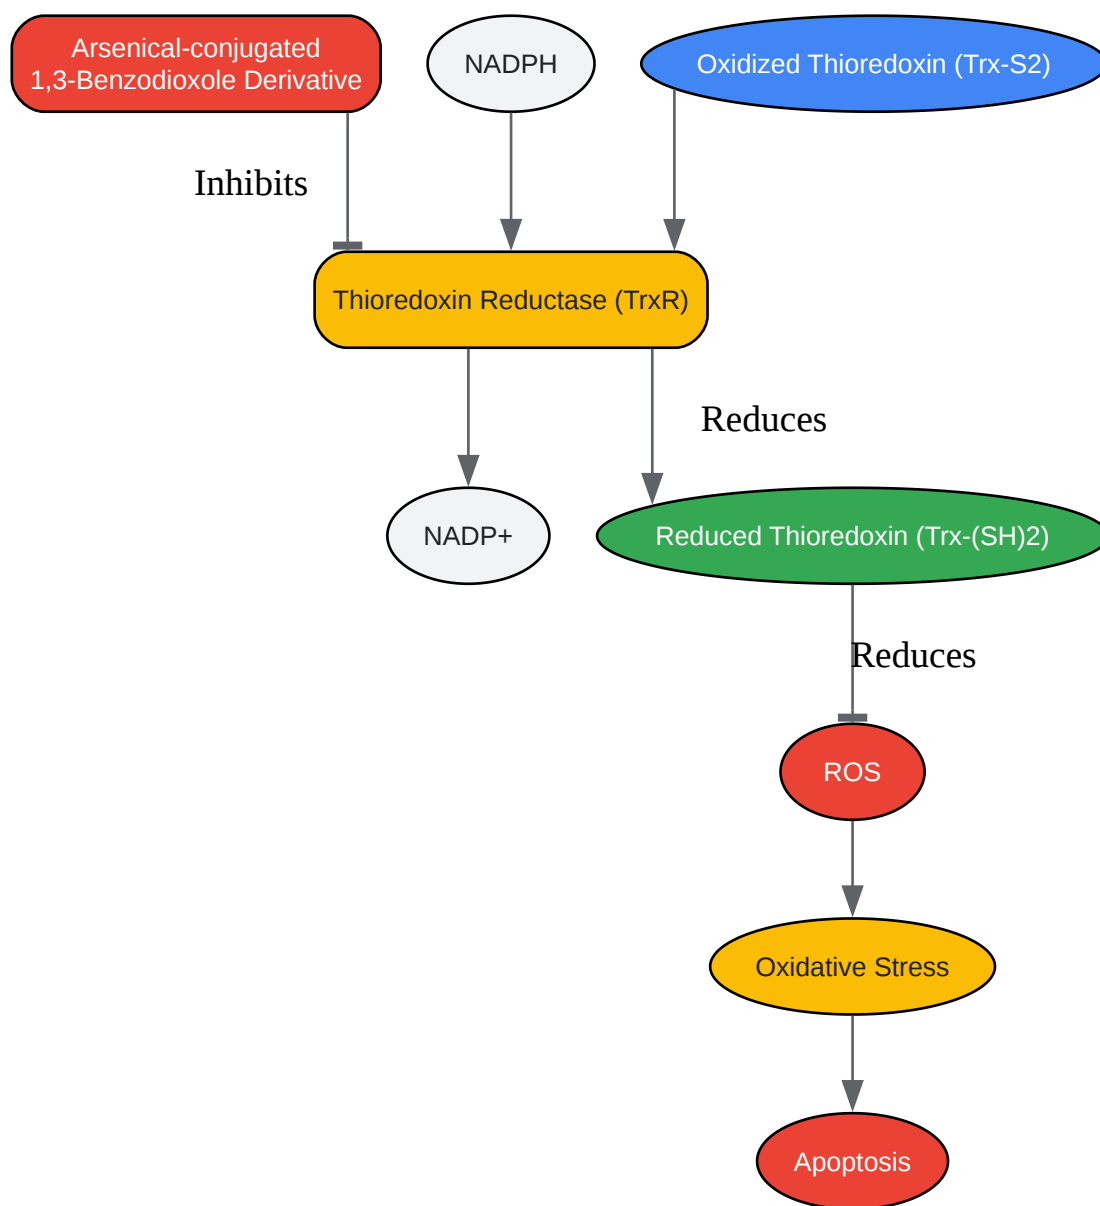 Arsenical-conjugated
1,3-Benzodioxole Derivative
NADPH
Oxidized Thioredoxin (Trx-S2)
Inhibits
Thioredoxin Reductase (TrxR)
Reduces
NADP+
Reduced Thioredoxin (Trx-(SH)2)
Reduces
ROS
Oxidative Stress
Apoptosis